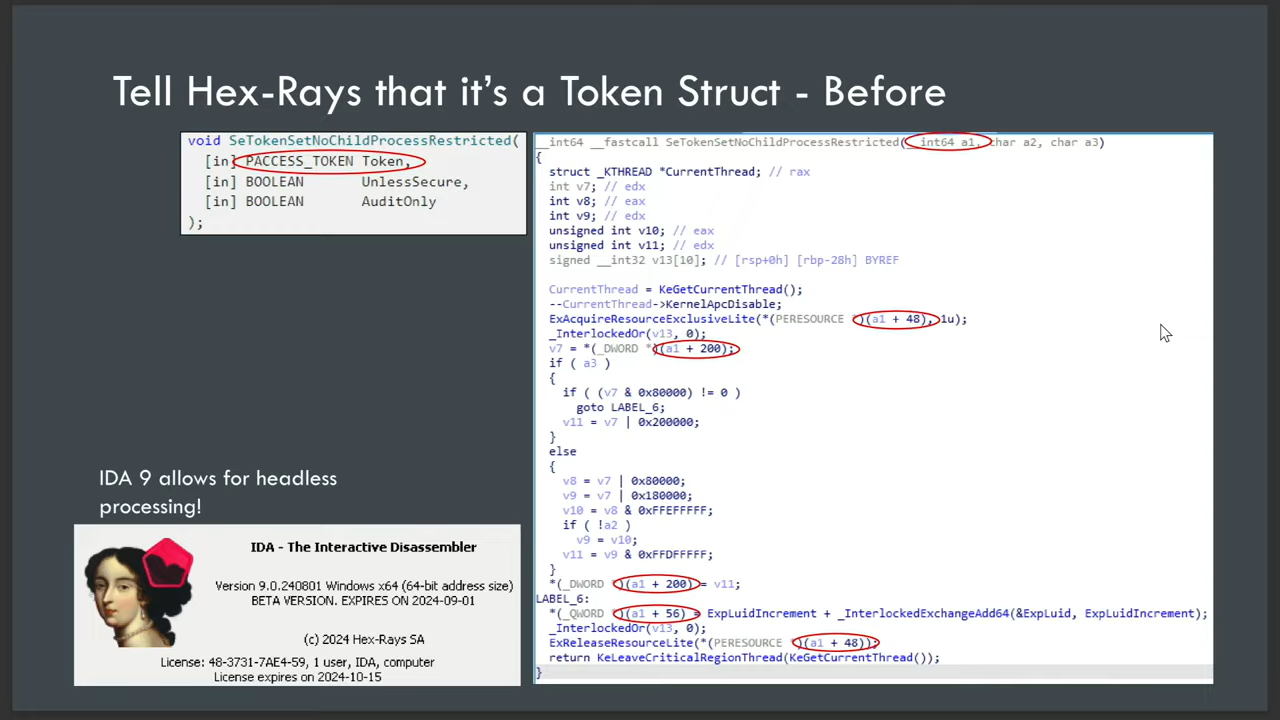 Tell Hex-Rays that it's a Token Struct - Before
void SeTokenSetNoChildProcessRestricted(
[in] PACCESS_TOKEN Token,
[in] BOOLEAN UnlessSecure,
[in] BOOLEAN AuditOnly
);
IDA 9 allows for headless
processing!
IDA - The Interactive Disassembler
Version 9.0.240801 Windows x64 (64-bit address size)
BETA VERSION. EXPIRES ON 2024-09-01
(c) 2024 Hex-Rays SA
License: 48-3731-7AE4-59, 1 user, IDA, computer
License expires on 2024-10-15
__int64 __fastcall SeTokenSetNoChildProcessRestricted(__int64 a1, char a2, char a3)
{
struct _KTHREAD *CurrentThread; // rax
int v7; // edx
int v8; // eax
int v9; // edx
unsigned int v10; // eax
unsigned int v11; // edx
signed __int32 v13[10]; // [rsp+0h] [rbp-28h] BYREF
CurrentThread = KeGetCurrentThread();
--CurrentThread->KernelApcDisable;
ExAcquireResourceExclusiveLite(*(PERESOURCE *)(a1 + 48), 1u);
_InterlockedOr(v13, 0);
v7 = *(_DWORD *)(a1 + 200);
if ( a3 )
{
if ( (v7 & 0x80000) != 0 )
goto LABEL_6;
v11 = v7 | 0x200000;
}
else
{
v8 = v7 | 0x80000;
v9 = v7 | 0x180000;
v10 = v8 & 0xFFEFFFFF;
if ( !a2 )
v9 = v10;
v11 = v9 & 0xFFDFFFFF;
}
*(_DWORD *)(a1 + 200) = v11;
LABEL_6:
*(_QWORD *)(a1 + 56) = ExpLuidIncrement + _InterlockedExchangeAdd64(&ExpLuid, ExpLuidIncrement);
_InterlockedOr(v13, 0);
ExReleaseResourceLite(*(PERESOURCE *)(a1 + 48));
return KeLeaveCriticalRegionThread(KeGetCurrentThread());
}